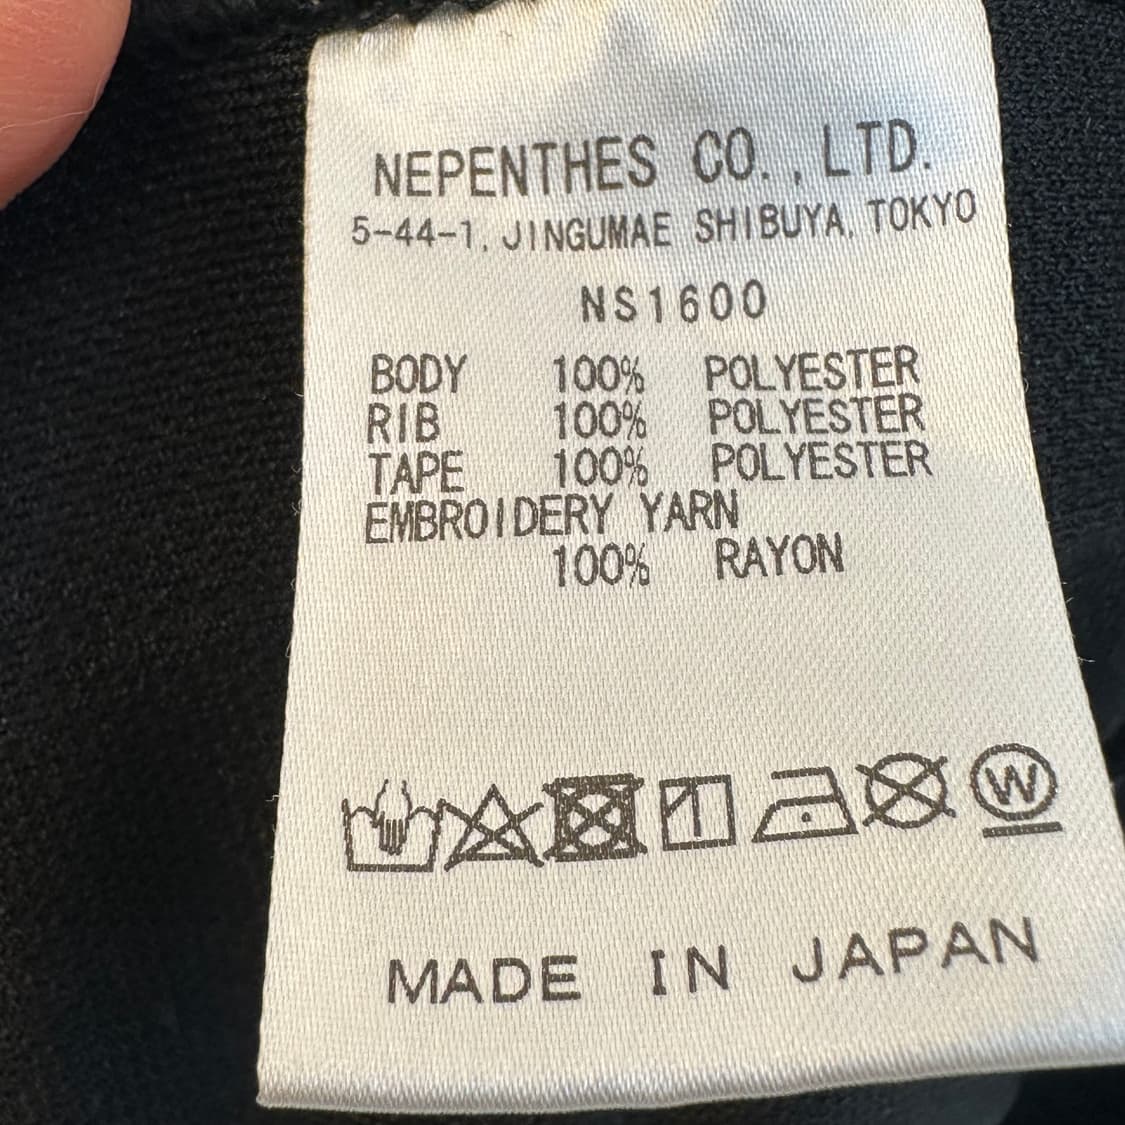 NEPENTHES CO., LTD.
5-44-1, JINGUMAE SHIBUYA, TOKYO
NS1600
BODY 100% POLYESTER
RIB 100% POLYESTER
TAPE 100% POLYESTER
EMBROIDERY YARN
100% RAYON
W
MADE IN JAPAN